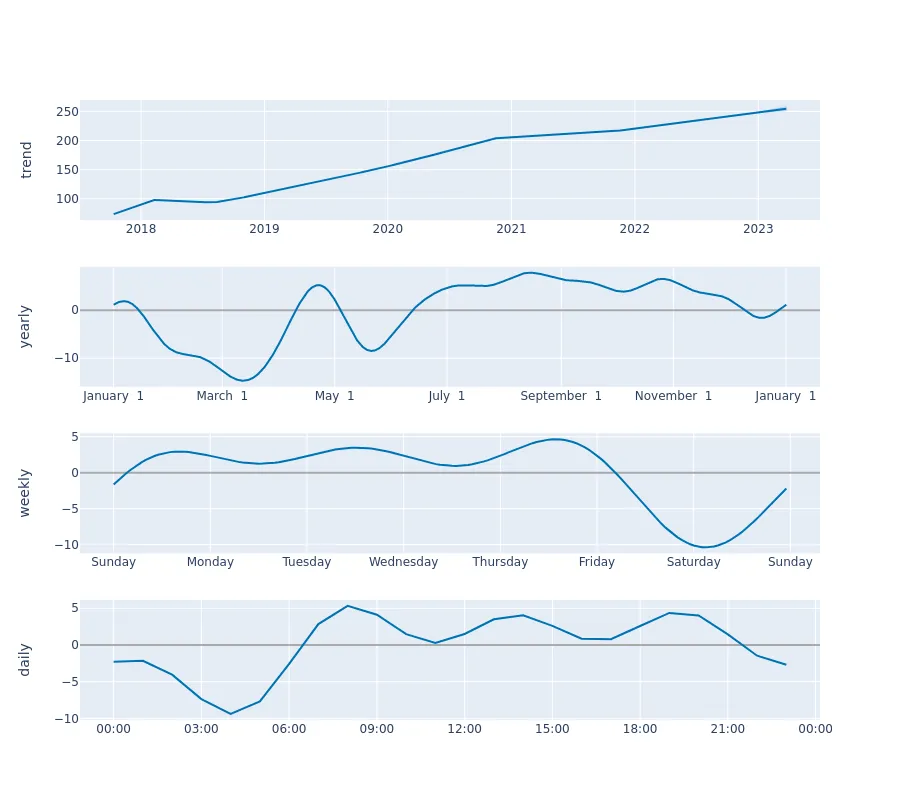 trend
250
200
150
100
2018 2019 2020 2021 2022 2023
yearly
0
−10
January 1 March 1 May 1 July 1 September 1 November 1 January 1
weekly
5
0
−5
−10
Sunday Monday Tuesday Wednesday Thursday Friday Saturday Sunday
daily
5
0
−5
−10
00:00 03:00 06:00 09:00 12:00 15:00 18:00 21:00 00:00